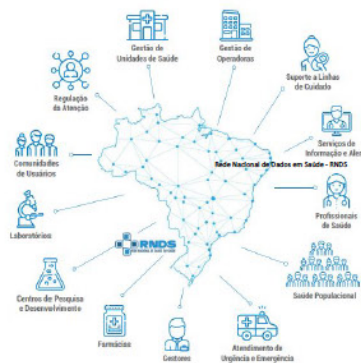 Gestão de
Unidades de Saúde
Gestão de
Operadoras
Suporte a Linhas
de Cuidado
Regulação
da Atenção
Serviços de
Informação e Aler
Rede Nacional de Dados em Saúde - RNDS
Comunidades
de Usuários
Profissionais
de Saúde
Laboratórios
RNDS
Saúde Populacional
Centros de Pesquisa
e Desenvolvimento
Farmácias
Gestores
Atendimento de
Urgência e Emergência